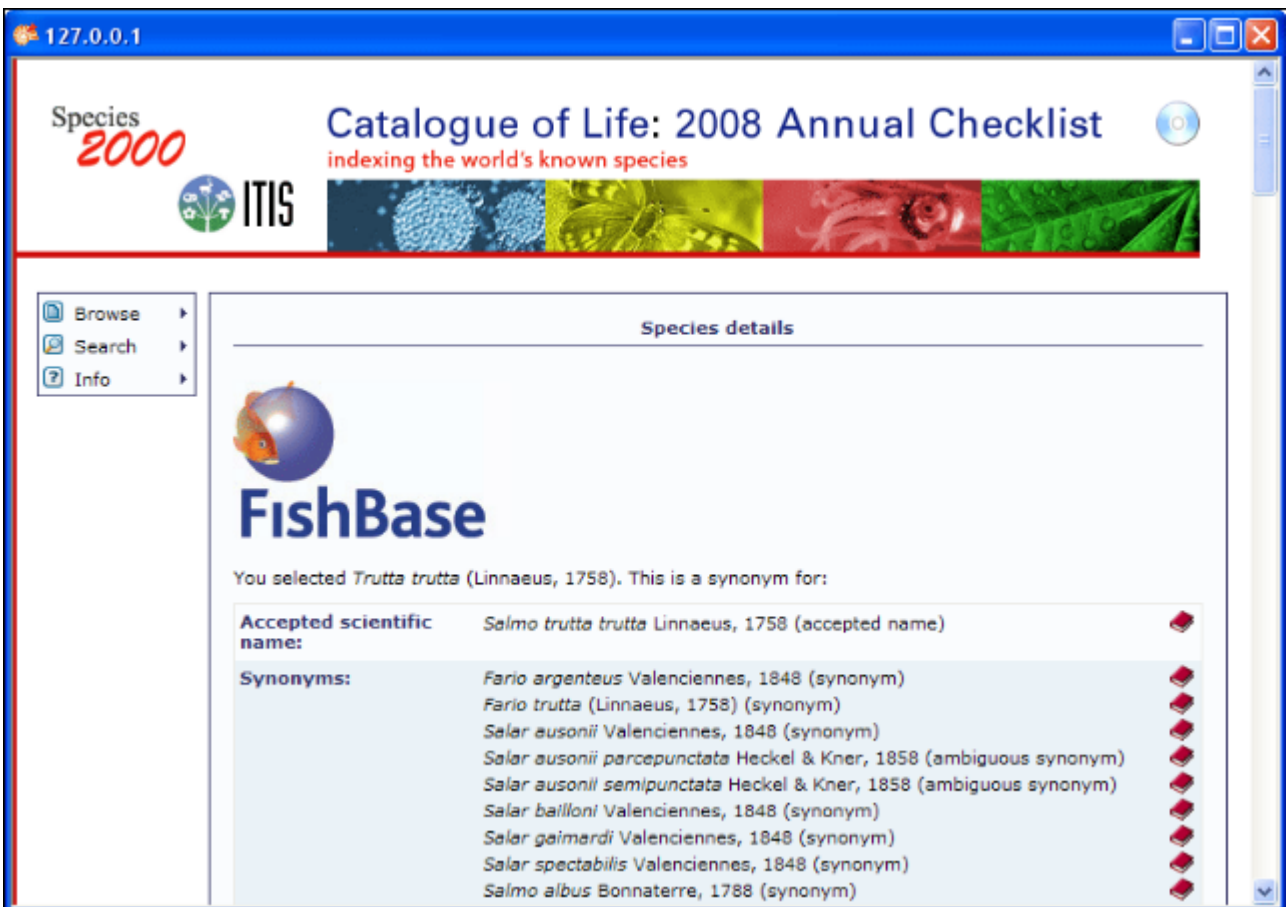 127.0.0.1
Species
2000
ITIS
Catalogue of Life: 2008 Annual Checklist
indexing the world's known species
Browse
Search
Info
Species details
FishBase
You selected Trutta trutta (Linnaeus, 1758). This is a synonym for:
Accepted scientific name: Salmo trutta trutta Linnaeus, 1758 (accepted name)
Synonyms: Fario argenteus Valenciennes, 1848 (synonym)
Fario trutta (Linnaeus, 1758) (synonym)
Salar ausonii Valenciennes, 1848 (synonym)
Salar ausonii parcepunctata Heckel & Kner, 1858 (ambiguous synonym)
Salar ausonii semipunctata Heckel & Kner, 1858 (ambiguous synonym)
Salar bailloni Valenciennes, 1848 (synonym)
Salar gaimardi Valenciennes, 1848 (synonym)
Salar spectabilis Valenciennes, 1848 (synonym)
Salmo albus Bonnaterre, 1788 (synonym)